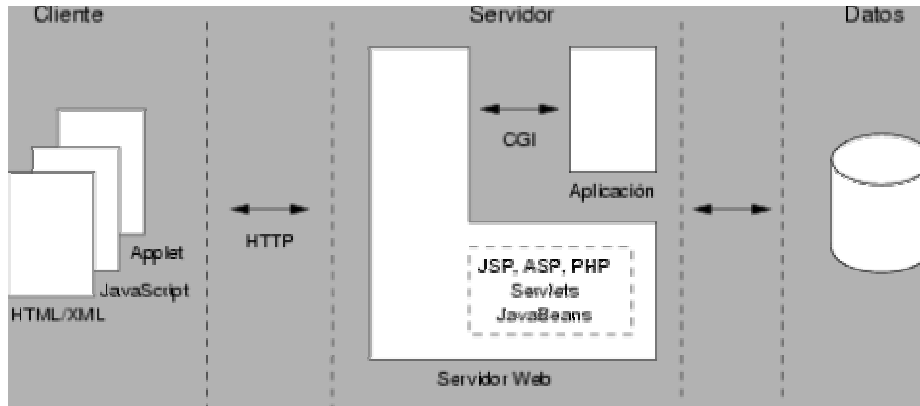 Cliente
Servidor
Datos
CGI
Aplicación
HTTP
Applet
JavaScript
HTML/XML
JSP, ASP, PHP
Servlets
JavaBeans
Servidor Web